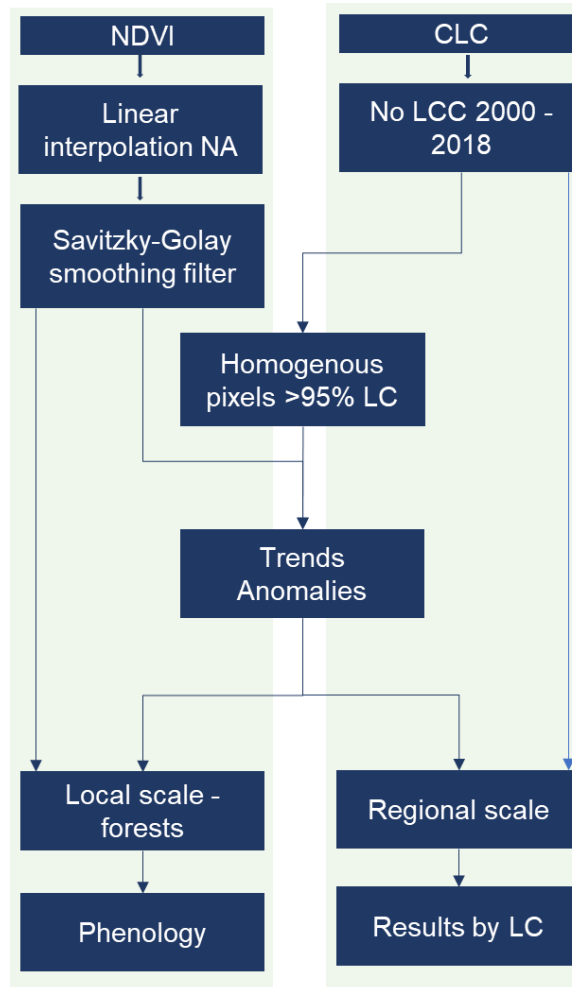 NDVI
CLC
Linear
interpolation NA
No LCC 2000 -
2018
Savitzky-Golay
smoothing filter
Homogenous
pixels >95% LC
Trends
Anomalies
Local scale -
forests
Regional scale
Phenology
Results by LC